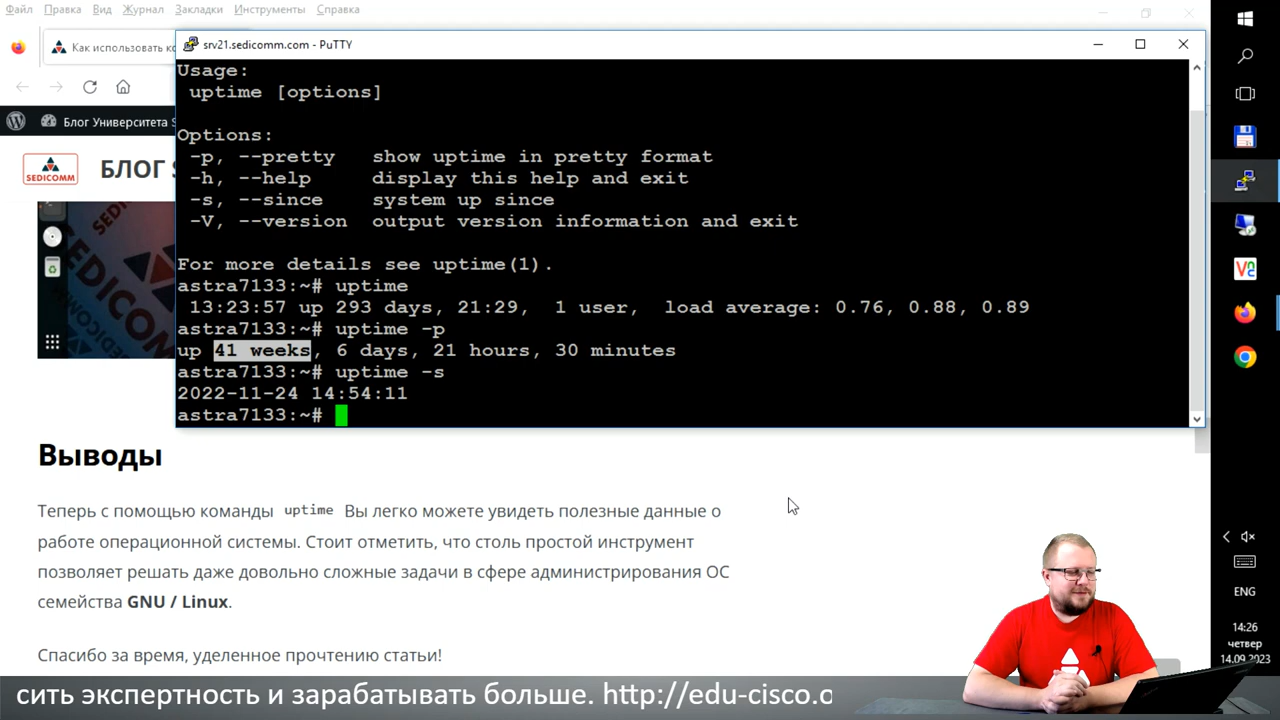 Файл Правка Вид Журнал Закладки Инструменты Справка
Как использовать ко
srv21.sedicomm.com - PuTTY
Usage:
uptime [options]
Options:
-p, --pretty show uptime in pretty format
-h, --help display this help and exit
-s, --since system up since
-V, --version output version information and exit
For more details see uptime(1).
astra7133:~# uptime
13:23:57 up 293 days, 21:29, 1 user, load average: 0.76, 0.88, 0.89
astra7133:~# uptime -p
up 41 weeks, 6 days, 21 hours, 30 minutes
astra7133:~# uptime -s
2022-11-24 14:54:11
astra7133:~#
Блог Университета S
SEDICOMM
БЛОГ S
SEDICOMM
Выводы
Теперь с помощью команды uptime Вы легко можете увидеть полезные данные о
работе операционной системы. Стоит отметить, что столь простой инструмент
позволяет решать даже довольно сложные задачи в сфере администрирования ОС
семейства GNU / Linux.
Спасибо за время, уделенное прочтению статьи!
ENG
14:26
четвер
14.09.2023
сить экспертность и зарабатывать больше. http://edu-cisco.o